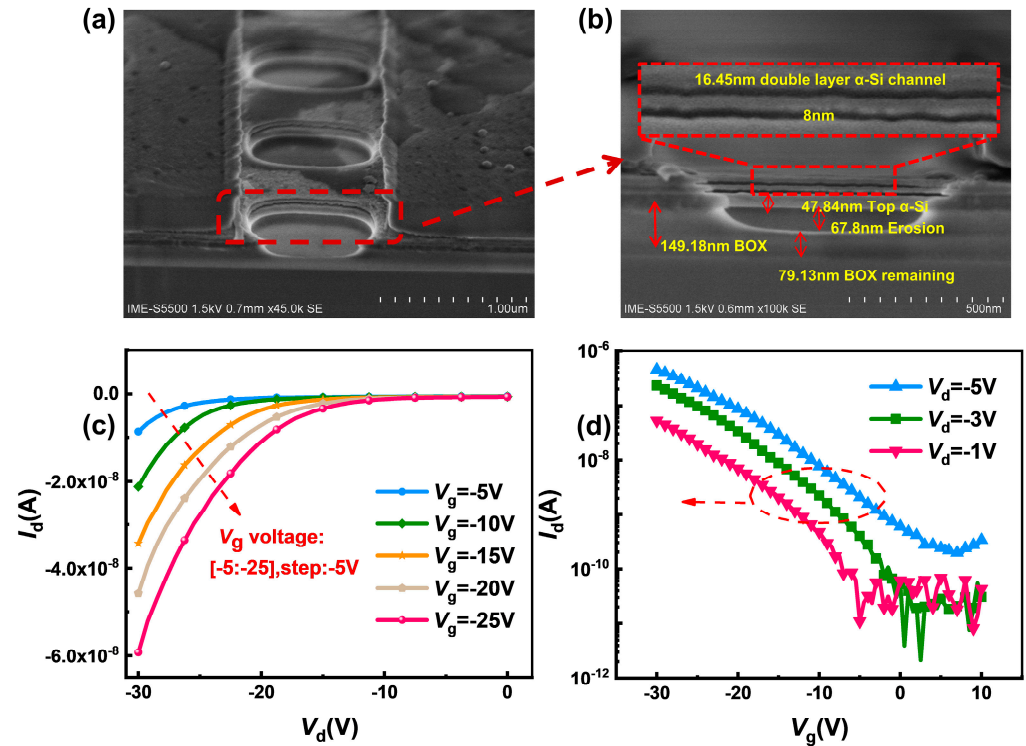 (a)
IME-S5500 1.5kV 0.7mm x45.0k SE
1.00um
(b)
16.45nm double layer α-Si channel
8nm
47.84nm Top α-Si
67.8nm Erosion
149.18nm BOX
79.13nm BOX remaining
IME-S5500 1.5kV 0.6mm x100k SE
500nm
(c)
0.0
-2.0x10⁻⁸
-4.0x10⁻⁸
-6.0x10⁻⁸
Id(A)
Vg voltage:
[-5:-25],step:-5V
Vg=-5V
Vg=-10V
Vg=-15V
Vg=-20V
Vg=-25V
-30 -20 -10 0
Vd(V)
(d)
10⁻⁶
10⁻⁸
10⁻¹⁰
10⁻¹²
Id(A)
Vd=-5V
Vd=-3V
Vd=-1V
-30 -20 -10 0 10
Vg(V)